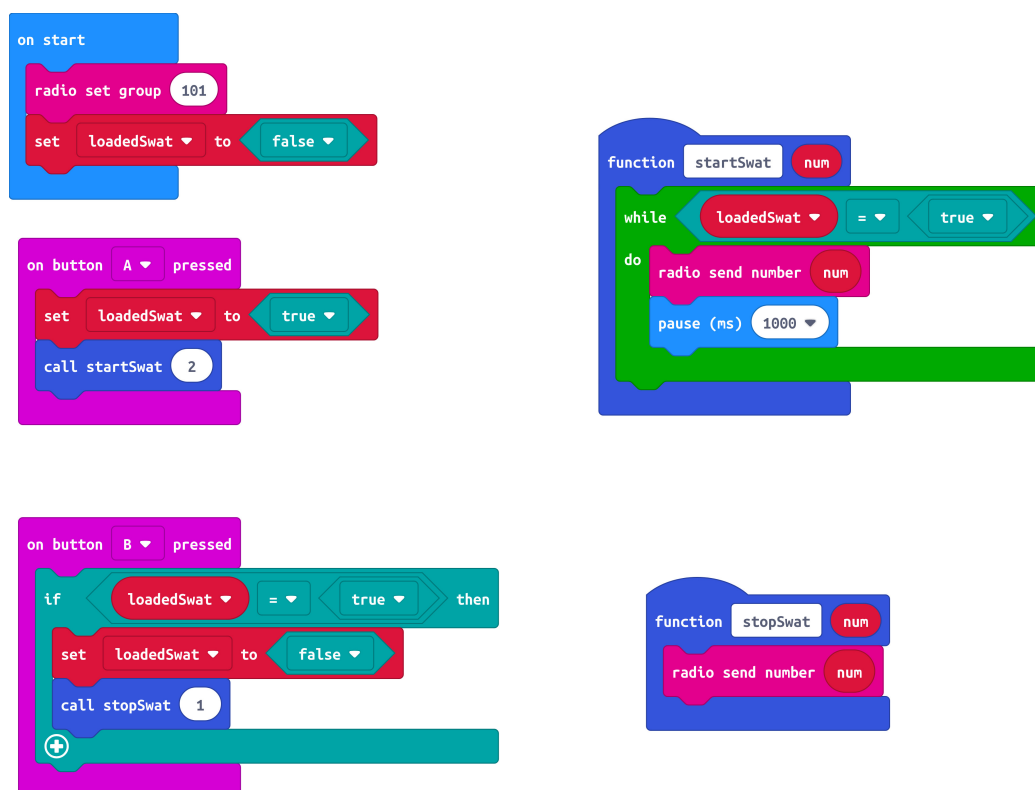 on start
radio set group 101
set loadedSwat to false
on button A pressed
set loadedSwat to true
call startSwat 2
on button B pressed
if loadedSwat = true then
set loadedSwat to false
call stopSwat 1
function startSwat num
while loadedSwat = true
do radio send number num
pause (ms) 1000
function stopSwat num
radio send number num